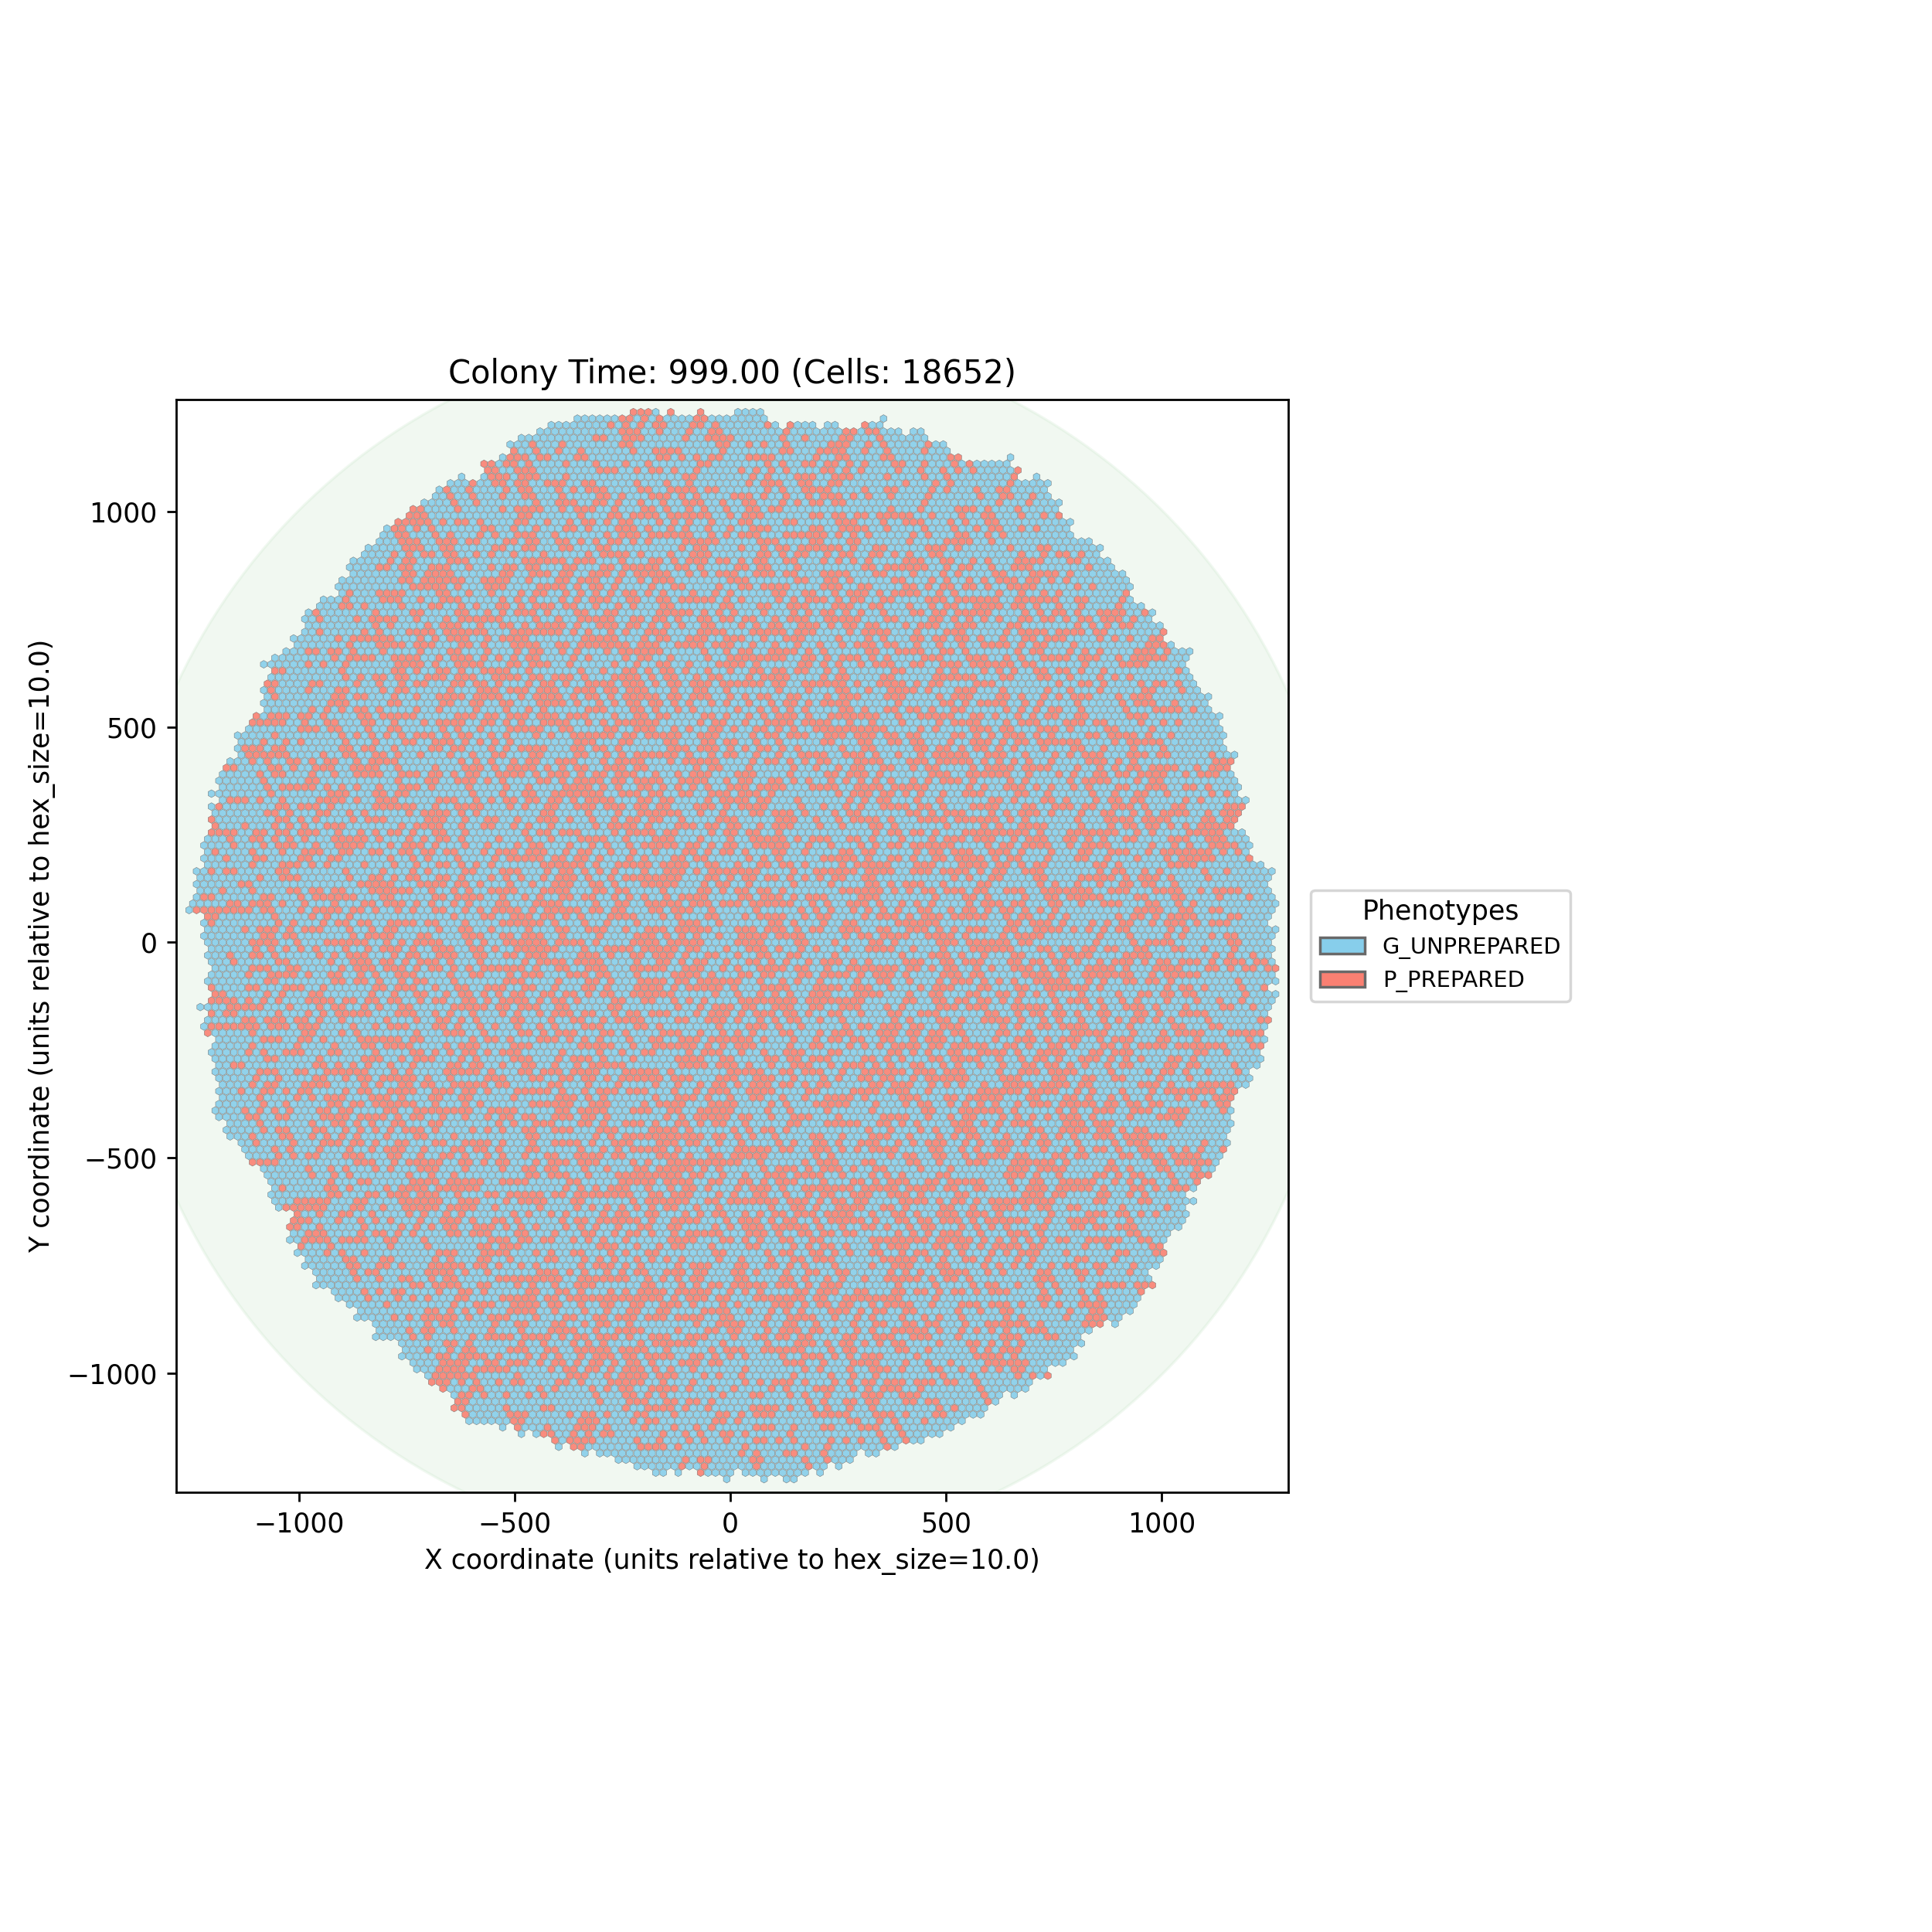 Colony Time: 999.00 (Cells: 18652)
Y coordinate (units relative to hex_size=10.0)
1000
500
0
−500
−1000
−1000
−500
0
500
1000
X coordinate (units relative to hex_size=10.0)
Phenotypes
G_UNPREPARED
P_PREPARED